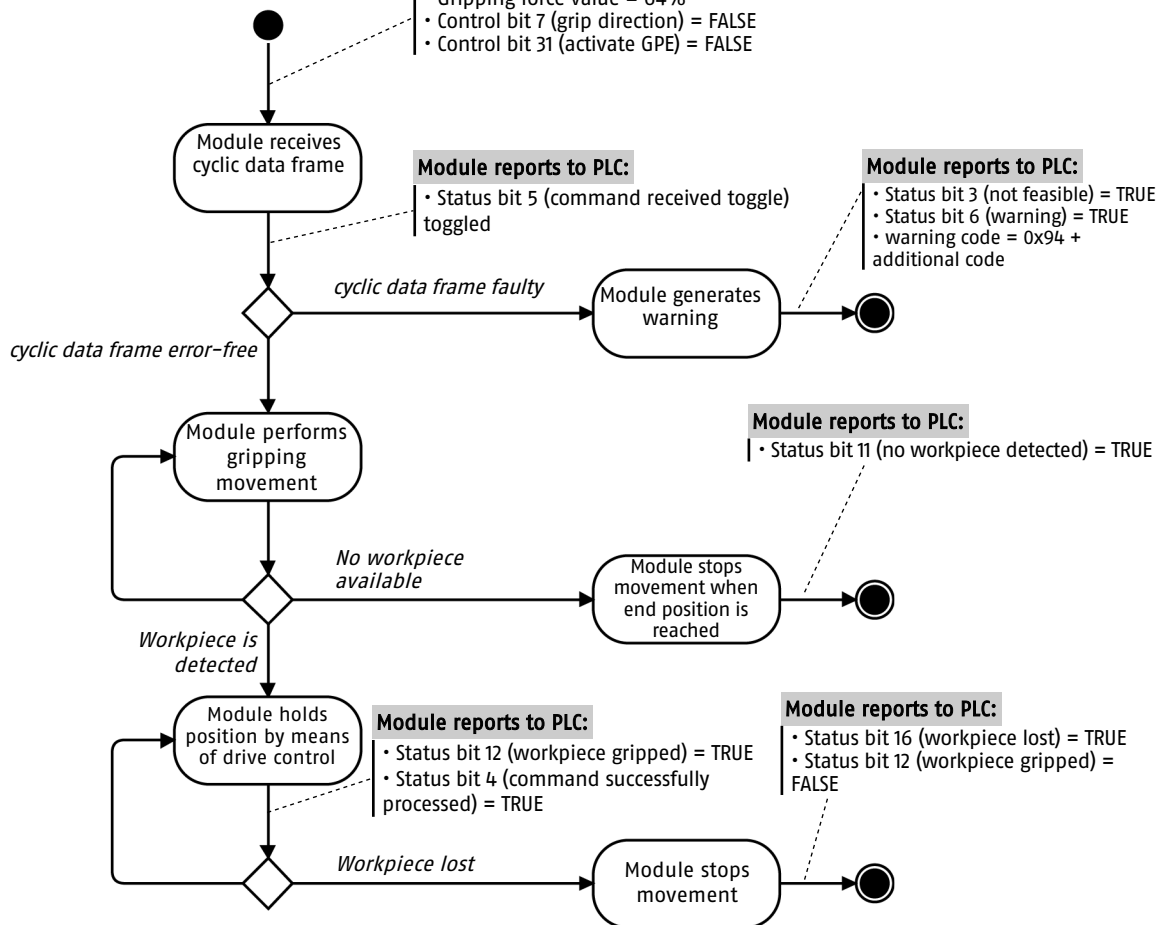 • Control bit 7 (grip direction) = FALSE
• Control bit 31 (activate GPE) = FALSE
Module receives
cyclic data frame
Module reports to PLC:
• Status bit 5 (command received toggle)
toggled
Module reports to PLC:
• Status bit 3 (not feasible) = TRUE
• Status bit 6 (warning) = TRUE
• warning code = 0x94 +
additional code
cyclic data frame faulty
Module generates
warning
cyclic data frame error-free
Module performs
gripping
movement
Module reports to PLC:
• Status bit 11 (no workpiece detected) = TRUE
No workpiece
available
Module stops
movement when
end position is
reached
Workpiece is
detected
Module holds
position by means
of drive control
Module reports to PLC:
• Status bit 12 (workpiece gripped) = TRUE
• Status bit 4 (command successfully
processed) = TRUE
Module reports to PLC:
• Status bit 16 (workpiece lost) = TRUE
• Status bit 12 (workpiece gripped) =
FALSE
Workpiece lost
Module stops
movement